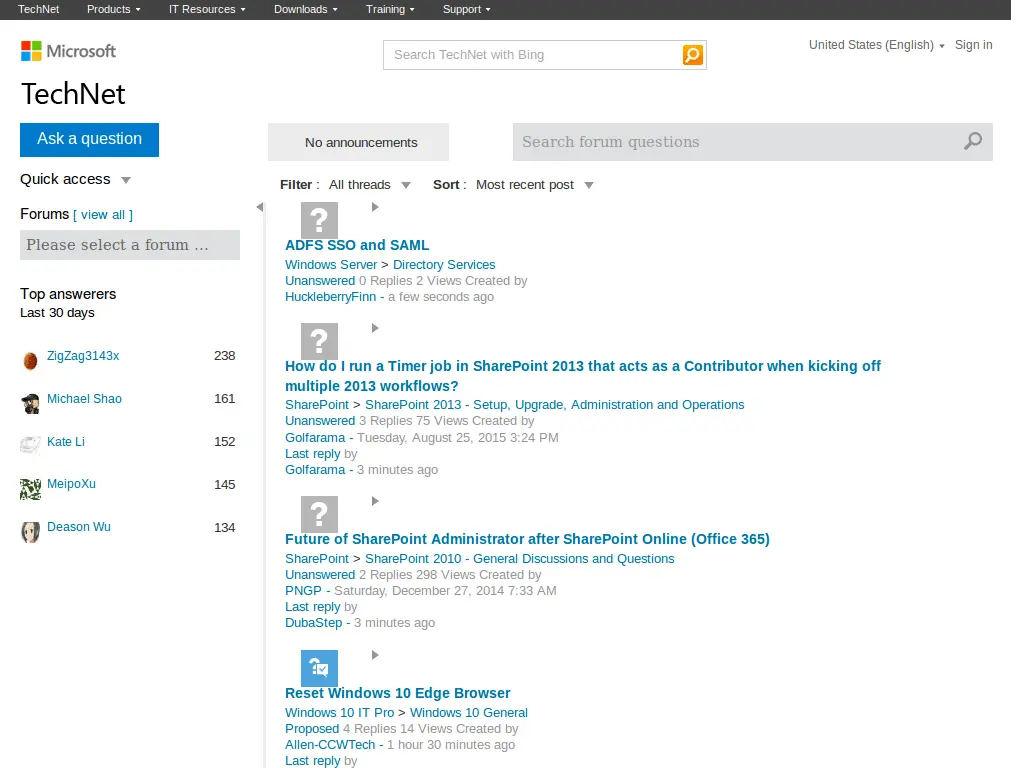 TechNet Products IT Resources Downloads Training Support
Microsoft
Search TechNet with Bing
United States (English) Sign in
TechNet
Ask a question
No announcements
Search forum questions
Quick access
Filter : All threads Sort : Most recent post
Forums [ view all ]
Please select a forum ...
Top answerers
Last 30 days
ZigZag3143x 238
Michael Shao 161
Kate Li 152
MeipoXu 145
Deason Wu 134
ADFS SSO and SAML
Windows Server > Directory Services
Unanswered 0 Replies 2 Views Created by
HuckleberryFinn - a few seconds ago
How do I run a Timer job in SharePoint 2013 that acts as a Contributor when kicking off
multiple 2013 workflows?
SharePoint > SharePoint 2013 - Setup, Upgrade, Administration and Operations
Unanswered 3 Replies 75 Views Created by
Golfarama - Tuesday, August 25, 2015 3:24 PM
Last reply by
Golfarama - 3 minutes ago
Future of SharePoint Administrator after SharePoint Online (Office 365)
SharePoint > SharePoint 2010 - General Discussions and Questions
Unanswered 2 Replies 298 Views Created by
PNGP - Saturday, December 27, 2014 7:33 AM
Last reply by
DubaStep - 3 minutes ago
Reset Windows 10 Edge Browser
Windows 10 IT Pro > Windows 10 General
Proposed 4 Replies 14 Views Created by
Allen-CCWTech - 1 hour 30 minutes ago
Last reply by